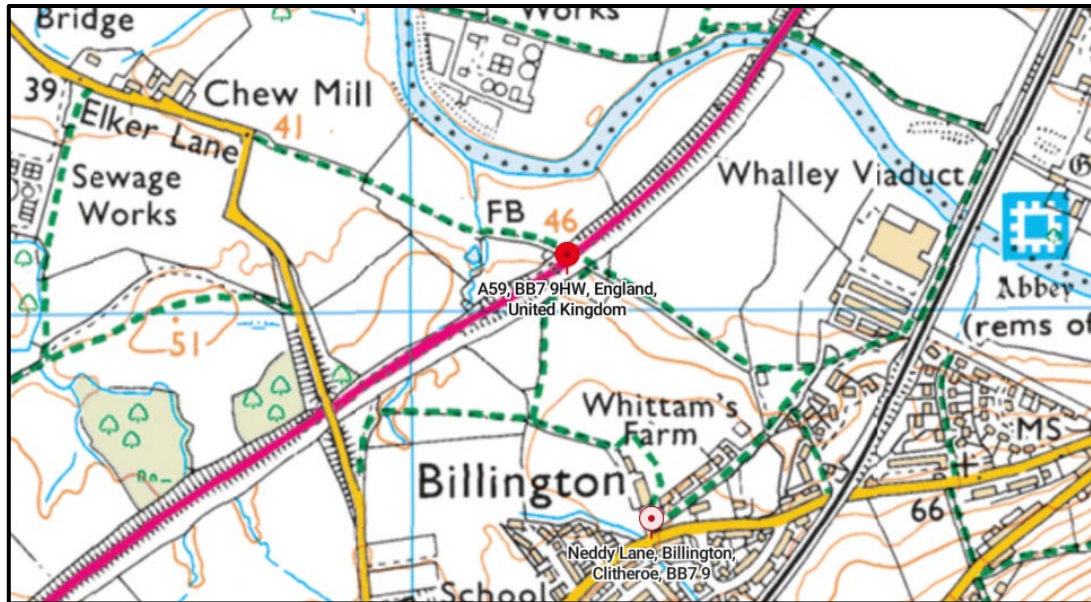 Bridge
Works
39
Chew Mill
41
Elker Lane
Sewage
Works
Whalley Viaduct
FB
46
A59, BB7 9HW, England,
United Kingdom
Abbey
(rems of
51
Whittam's
Farm
MS
Billington
66
Neddy Lane, Billington,
Clitheroe, BB7 9
School